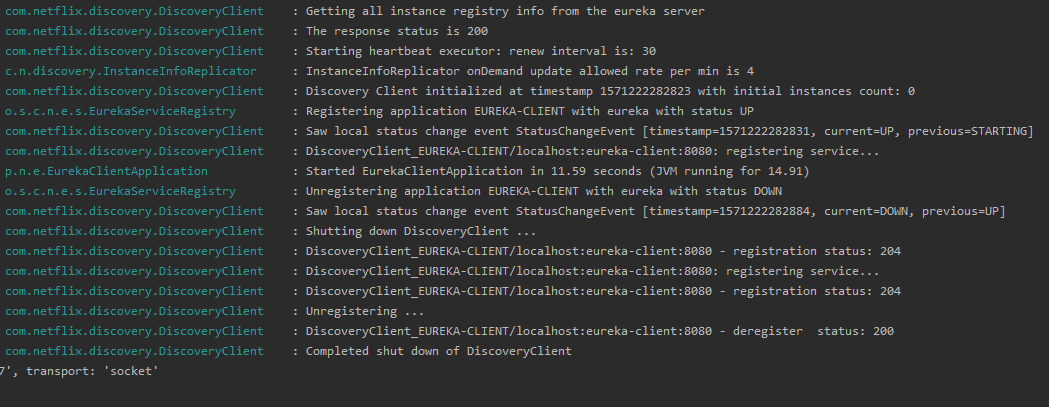 com.netflix.discovery.DiscoveryClient : Getting all instance registry info from the eureka server
com.netflix.discovery.DiscoveryClient : The response status is 200
com.netflix.discovery.DiscoveryClient : Starting heartbeat executor: renew interval is: 30
c.n.discovery.InstanceInfoReplicator : InstanceInfoReplicator onDemand update allowed rate per min is 4
com.netflix.discovery.DiscoveryClient : Discovery Client initialized at timestamp 1571222282823 with initial instances count: 0
o.s.c.n.e.s.EurekaServiceRegistry : Registering application EUREKA-CLIENT with eureka with status UP
com.netflix.discovery.DiscoveryClient : Saw local status change event StatusChangeEvent [timestamp=1571222282831, current=UP, previous=STARTING]
com.netflix.discovery.DiscoveryClient : DiscoveryClient_EUREKA-CLIENT/localhost:eureka-client:8080: registering service...
p.n.e.EurekaClientApplication : Started EurekaClientApplication in 11.59 seconds (JVM running for 14.91)
o.s.c.n.e.s.EurekaServiceRegistry : Unregistering application EUREKA-CLIENT with eureka with status DOWN
com.netflix.discovery.DiscoveryClient : Saw local status change event StatusChangeEvent [timestamp=1571222282884, current=DOWN, previous=UP]
com.netflix.discovery.DiscoveryClient : Shutting down DiscoveryClient ...
com.netflix.discovery.DiscoveryClient : DiscoveryClient_EUREKA-CLIENT/localhost:eureka-client:8080 - registration status: 204
com.netflix.discovery.DiscoveryClient : DiscoveryClient_EUREKA-CLIENT/localhost:eureka-client:8080: registering service...
com.netflix.discovery.DiscoveryClient : DiscoveryClient_EUREKA-CLIENT/localhost:eureka-client:8080 - registration status: 204
com.netflix.discovery.DiscoveryClient : Unregistering ...
com.netflix.discovery.DiscoveryClient : DiscoveryClient_EUREKA-CLIENT/localhost:eureka-client:8080 - deregister  status: 200
com.netflix.discovery.DiscoveryClient : Completed shut down of DiscoveryClient
7', transport: 'socket'